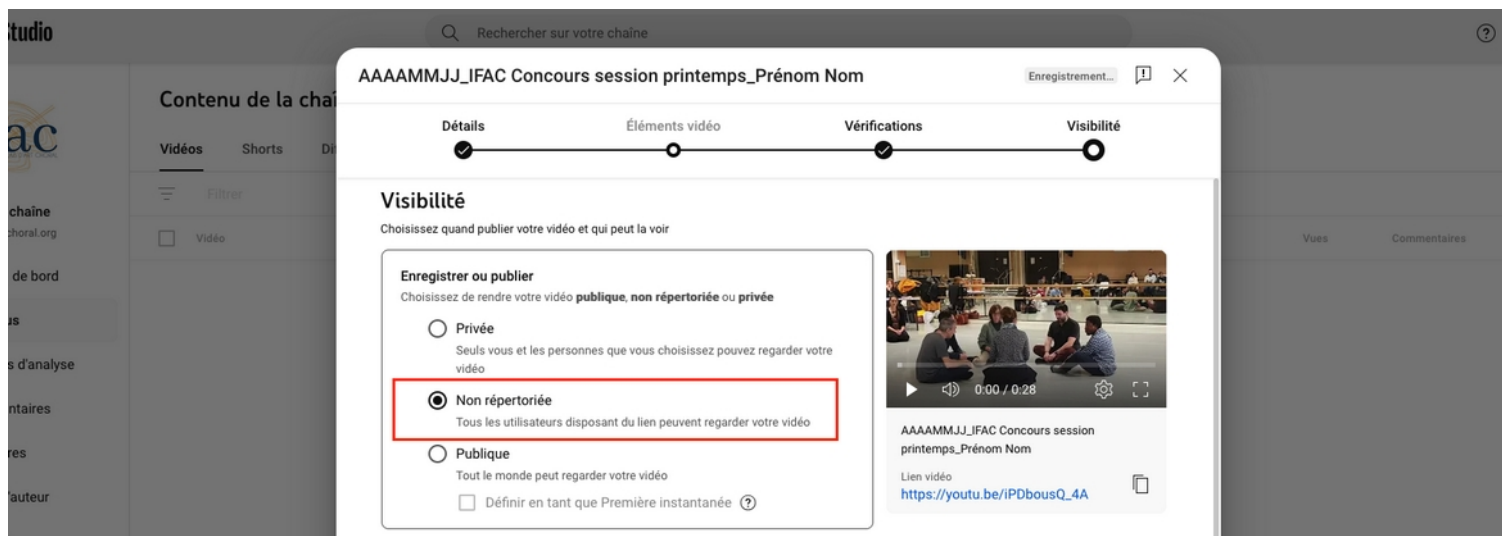 Studio
Rechercher sur votre chaîne
AAAAMMJJ_IFAC Concours session printemps_Prénom Nom
Enregistrement...
Contenu de la chaî
Détails
Éléments vidéo
Vérifications
Visibilité
Vidéos
Shorts
Filtrer
Visibilité
Choisissez quand publier votre vidéo et qui peut la voir
chaîne
choral.org
Vidéo
Vues
Commentaires
Enregistrer ou publier
Choisissez de rendre votre vidéo publique, non répertoriée ou privée
de bord
Privée
Seuls vous et les personnes que vous choisissez pouvez regarder votre
vidéo
s d'analyse
0:00 / 0:28
Non répertoriée
Tous les utilisateurs disposant du lien peuvent regarder votre vidéo
ntaires
AAAAMMJJ_IFAC Concours session
printemps_Prénom Nom
Publique
Tout le monde peut regarder votre vidéo
res
Lien vidéo
https://youtu.be/iPDbousQ_4A
'auteur
Définir en tant que Première instantanée